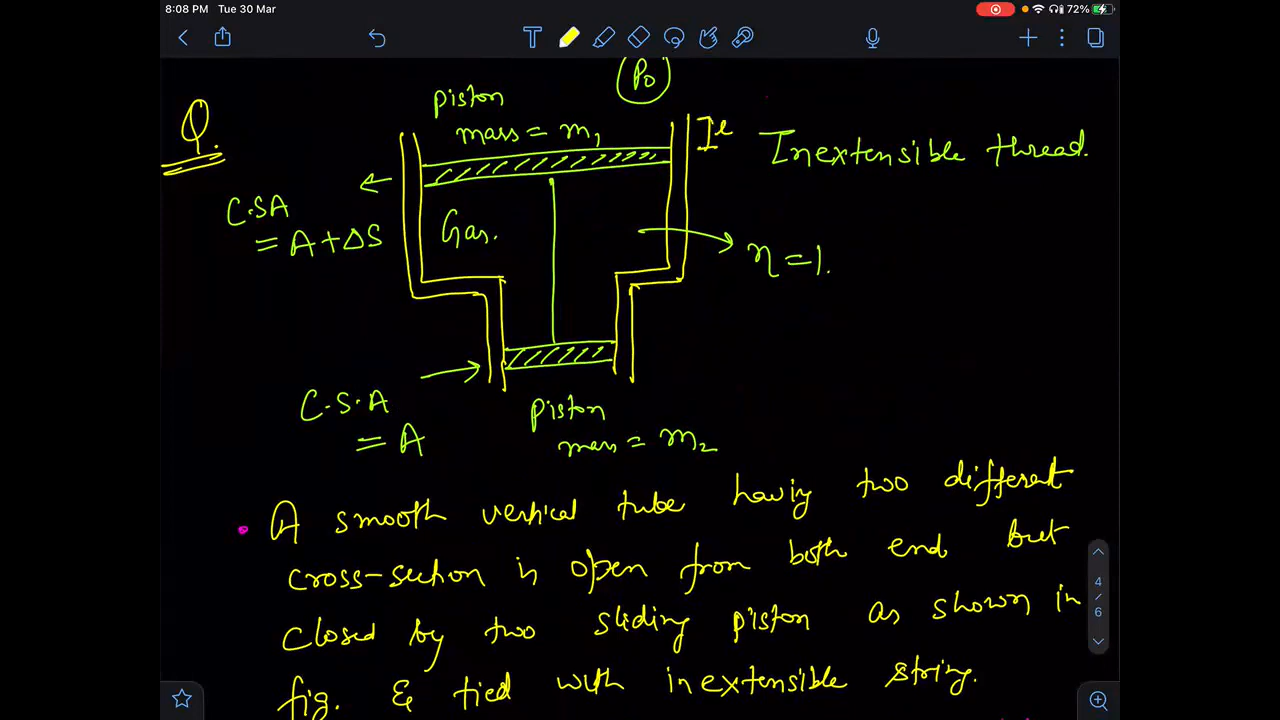 8:08 PM Tue 30 Mar
72%
T
P₀
Q.
piston
mass = m₁
l
Inextensible thread.
C.SA
= A+ΔS
Gas.
η = 1.
C.S.A
= A
piston
mass = m₂
A smooth vertical tube having two different
cross-section is open from both end but
closed by two sliding piston as shown in
fig. & tied with inextensible string.
4
/
6